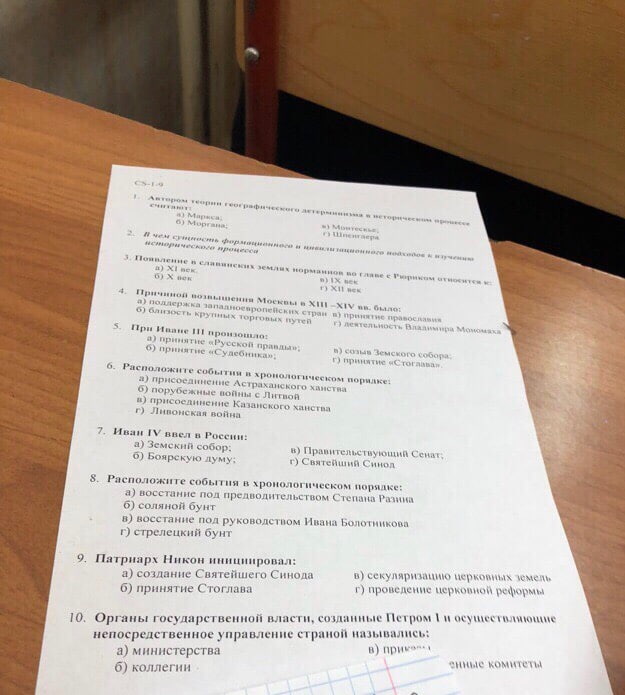 CS-1-9
1. Автором теории географического детерминизма в историческом процессе
считают:
а) Маркса; в) Монтескье;
б) Моргана; г) Шпенглера
2. В чем сущность формационного и цивилизационного подходов к изучению
исторического процесса
3. Появление в славянских землях норманнов во главе с Рюриком относится к:
а) XI век. в) IX век
б) X век г) XII век
4. Причиной возвышения Москвы в XIII –XIV вв. было:
а) поддержка западноевропейских стран в) принятие православия
б) близость крупных торговых путей г) деятельность Владимира Мономаха
5. При Иване III произошло:
а) принятие «Русской правды»; в) созыв Земского собора;
б) принятие «Судебника»; г) принятие «Стоглава».
6. Расположите события в хронологическом порядке:
а) присоединение Астраханского ханства
б) порубежные войны с Литвой
в) присоединение Казанского ханства
г) Ливонская война
7. Иван IV ввел в России:
а) Земский собор; в) Правительствующий Сенат;
б) Боярскую думу; г) Святейший Синод
8. Расположите события в хронологическом порядке:
а) восстание под предводительством Степана Разина
б) соляной бунт
в) восстание под руководством Ивана Болотникова
г) стрелецкий бунт
9. Патриарх Никон инициировал:
а) создание Святейшего Синода в) секуляризацию церковных земель
б) принятие Стоглава г) проведение церковной реформы
10. Органы государственной власти, созданные Петром I и осуществляющие
непосредственное управление страной назывались:
а) министерства в)
б) коллегии комитеты